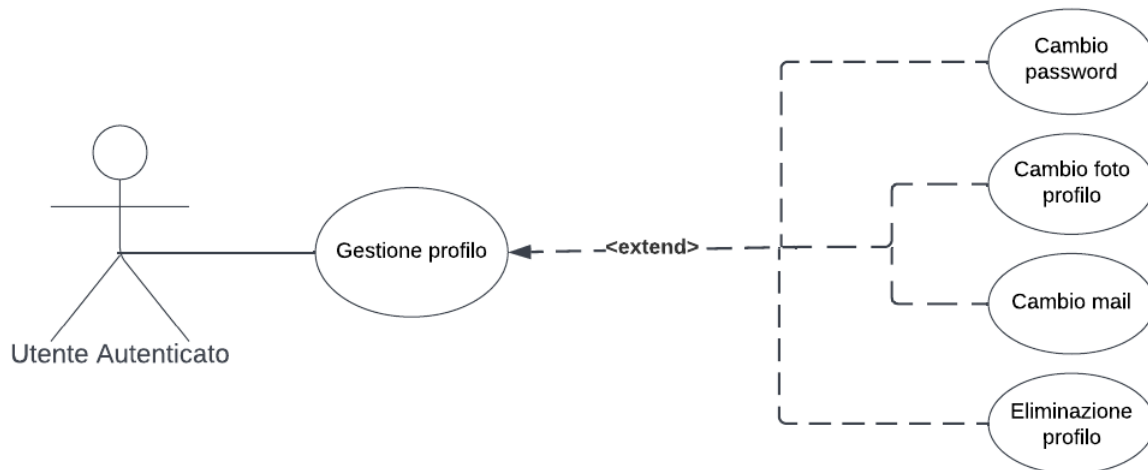 Cambio
password
Cambio foto
profilo
Gestione profilo
<extend>
Cambio mail
Utente Autenticato
Eliminazione
profilo